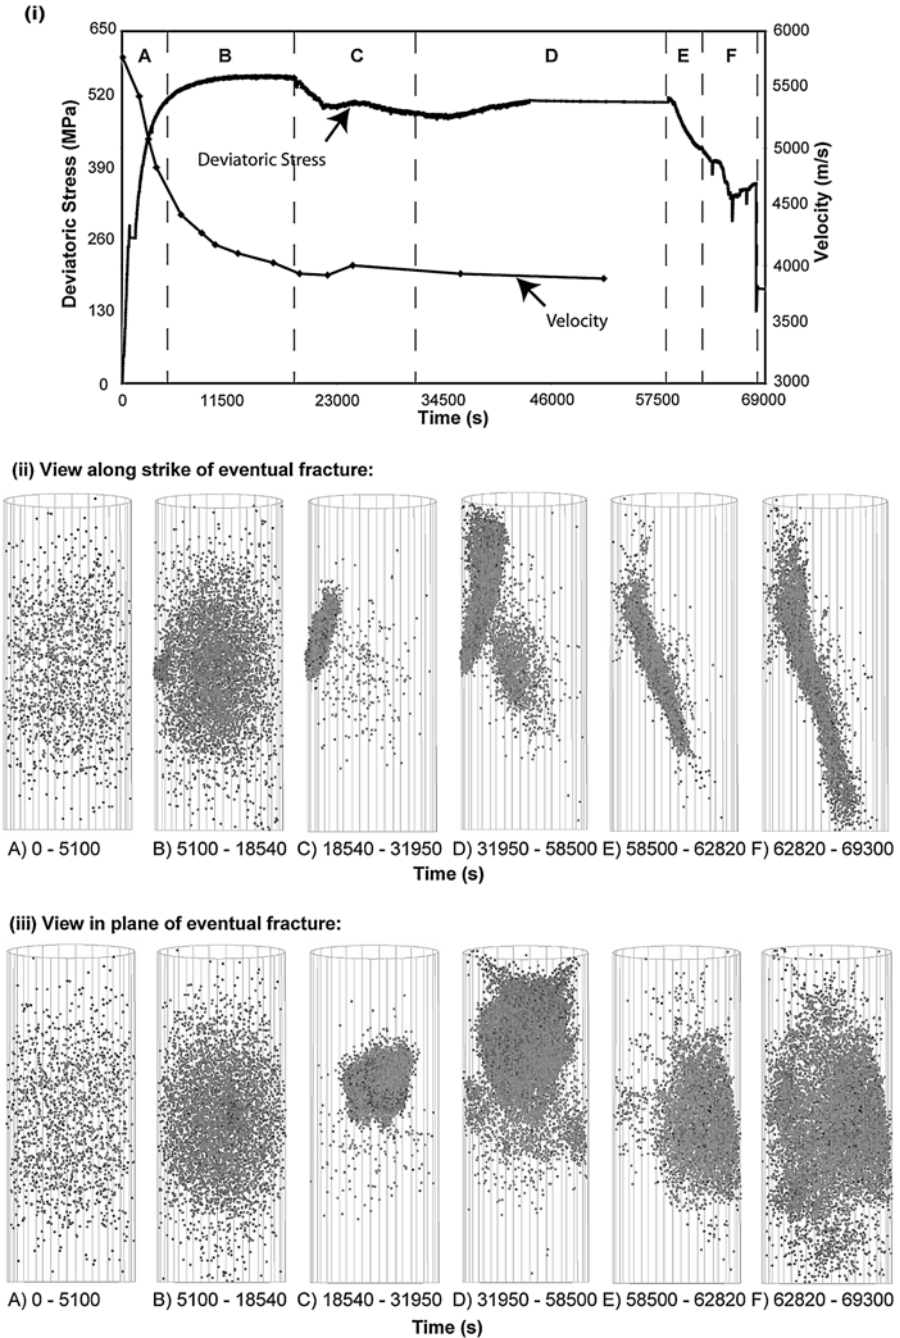 (i)
650
520
390
260
130
0
Deviatoric Stress (MPa)
A
B
C
D
E
F
Deviatoric Stress
Velocity
6000
5500
5000
4500
4000
3500
3000
Velocity (m/s)
0
11500
23000
34500
46000
57500
69000
Time (s)
(ii) View along strike of eventual fracture:
A) 0 - 5100
B) 5100 - 18540
C) 18540 - 31950
D) 31950 - 58500
E) 58500 - 62820
F) 62820 - 69300
Time (s)
(iii) View in plane of eventual fracture:
A) 0 - 5100
B) 5100 - 18540
C) 18540 - 31950
D) 31950 - 58500
E) 58500 - 62820
F) 62820 - 69300
Time (s)